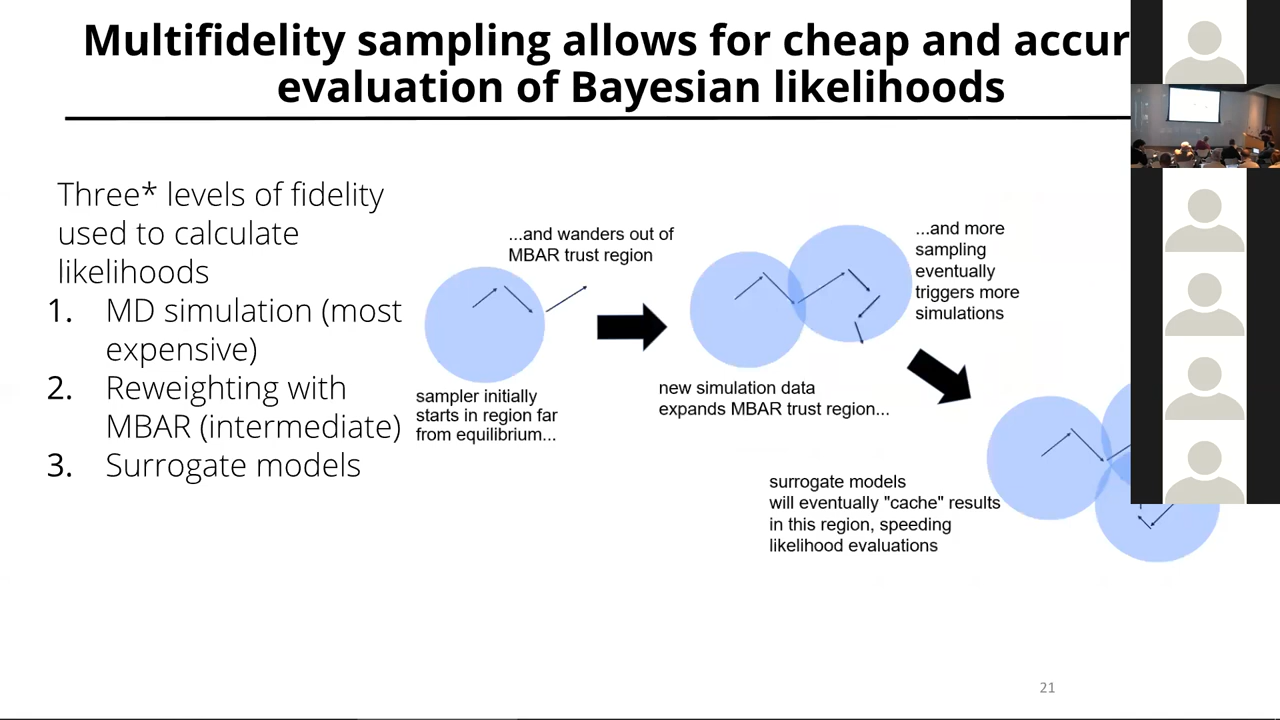 Multifidelity sampling allows for cheap and accur
evaluation of Bayesian likelihoods
Three* levels of fidelity
used to calculate
likelihoods
1. MD simulation (most
expensive)
2. Reweighting with
MBAR (intermediate)
3. Surrogate models
...and wanders out of
MBAR trust region
sampler initially
starts in region far
from equilibrium...
new simulation data
expands MBAR trust region...
...and more
sampling
eventually
triggers more
simulations
surrogate models
will eventually "cache" results
in this region, speeding
likelihood evaluations
21